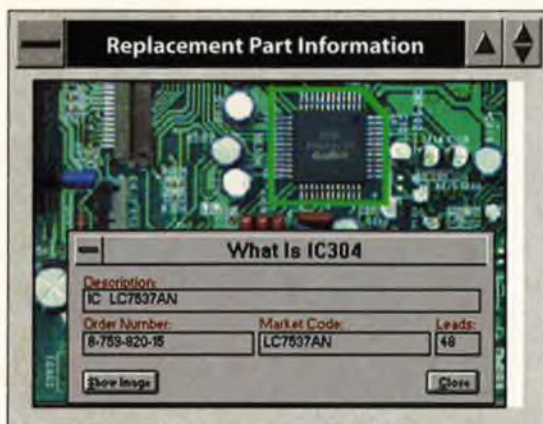 Replacement Part Information
What Is IC304
Description:
IC LC7537AN
Order Number:
Market Code:
Leads:
8-759-820-15
LC7537AN
48
Show Image
Close